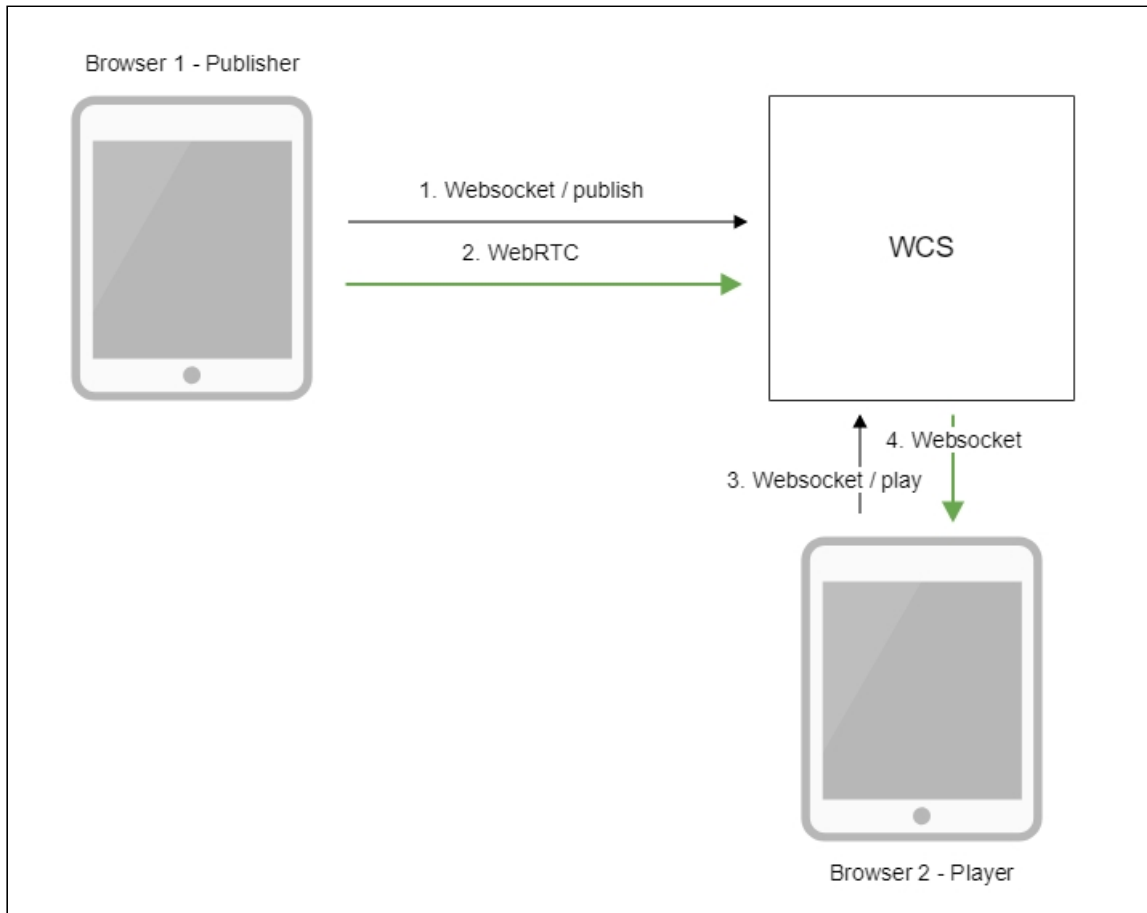 Browser 1 - Publisher
1. Websocket / publish
2. WebRTC
WCS
4. Websocket
3. Websocket / play
Browser 2 - Player